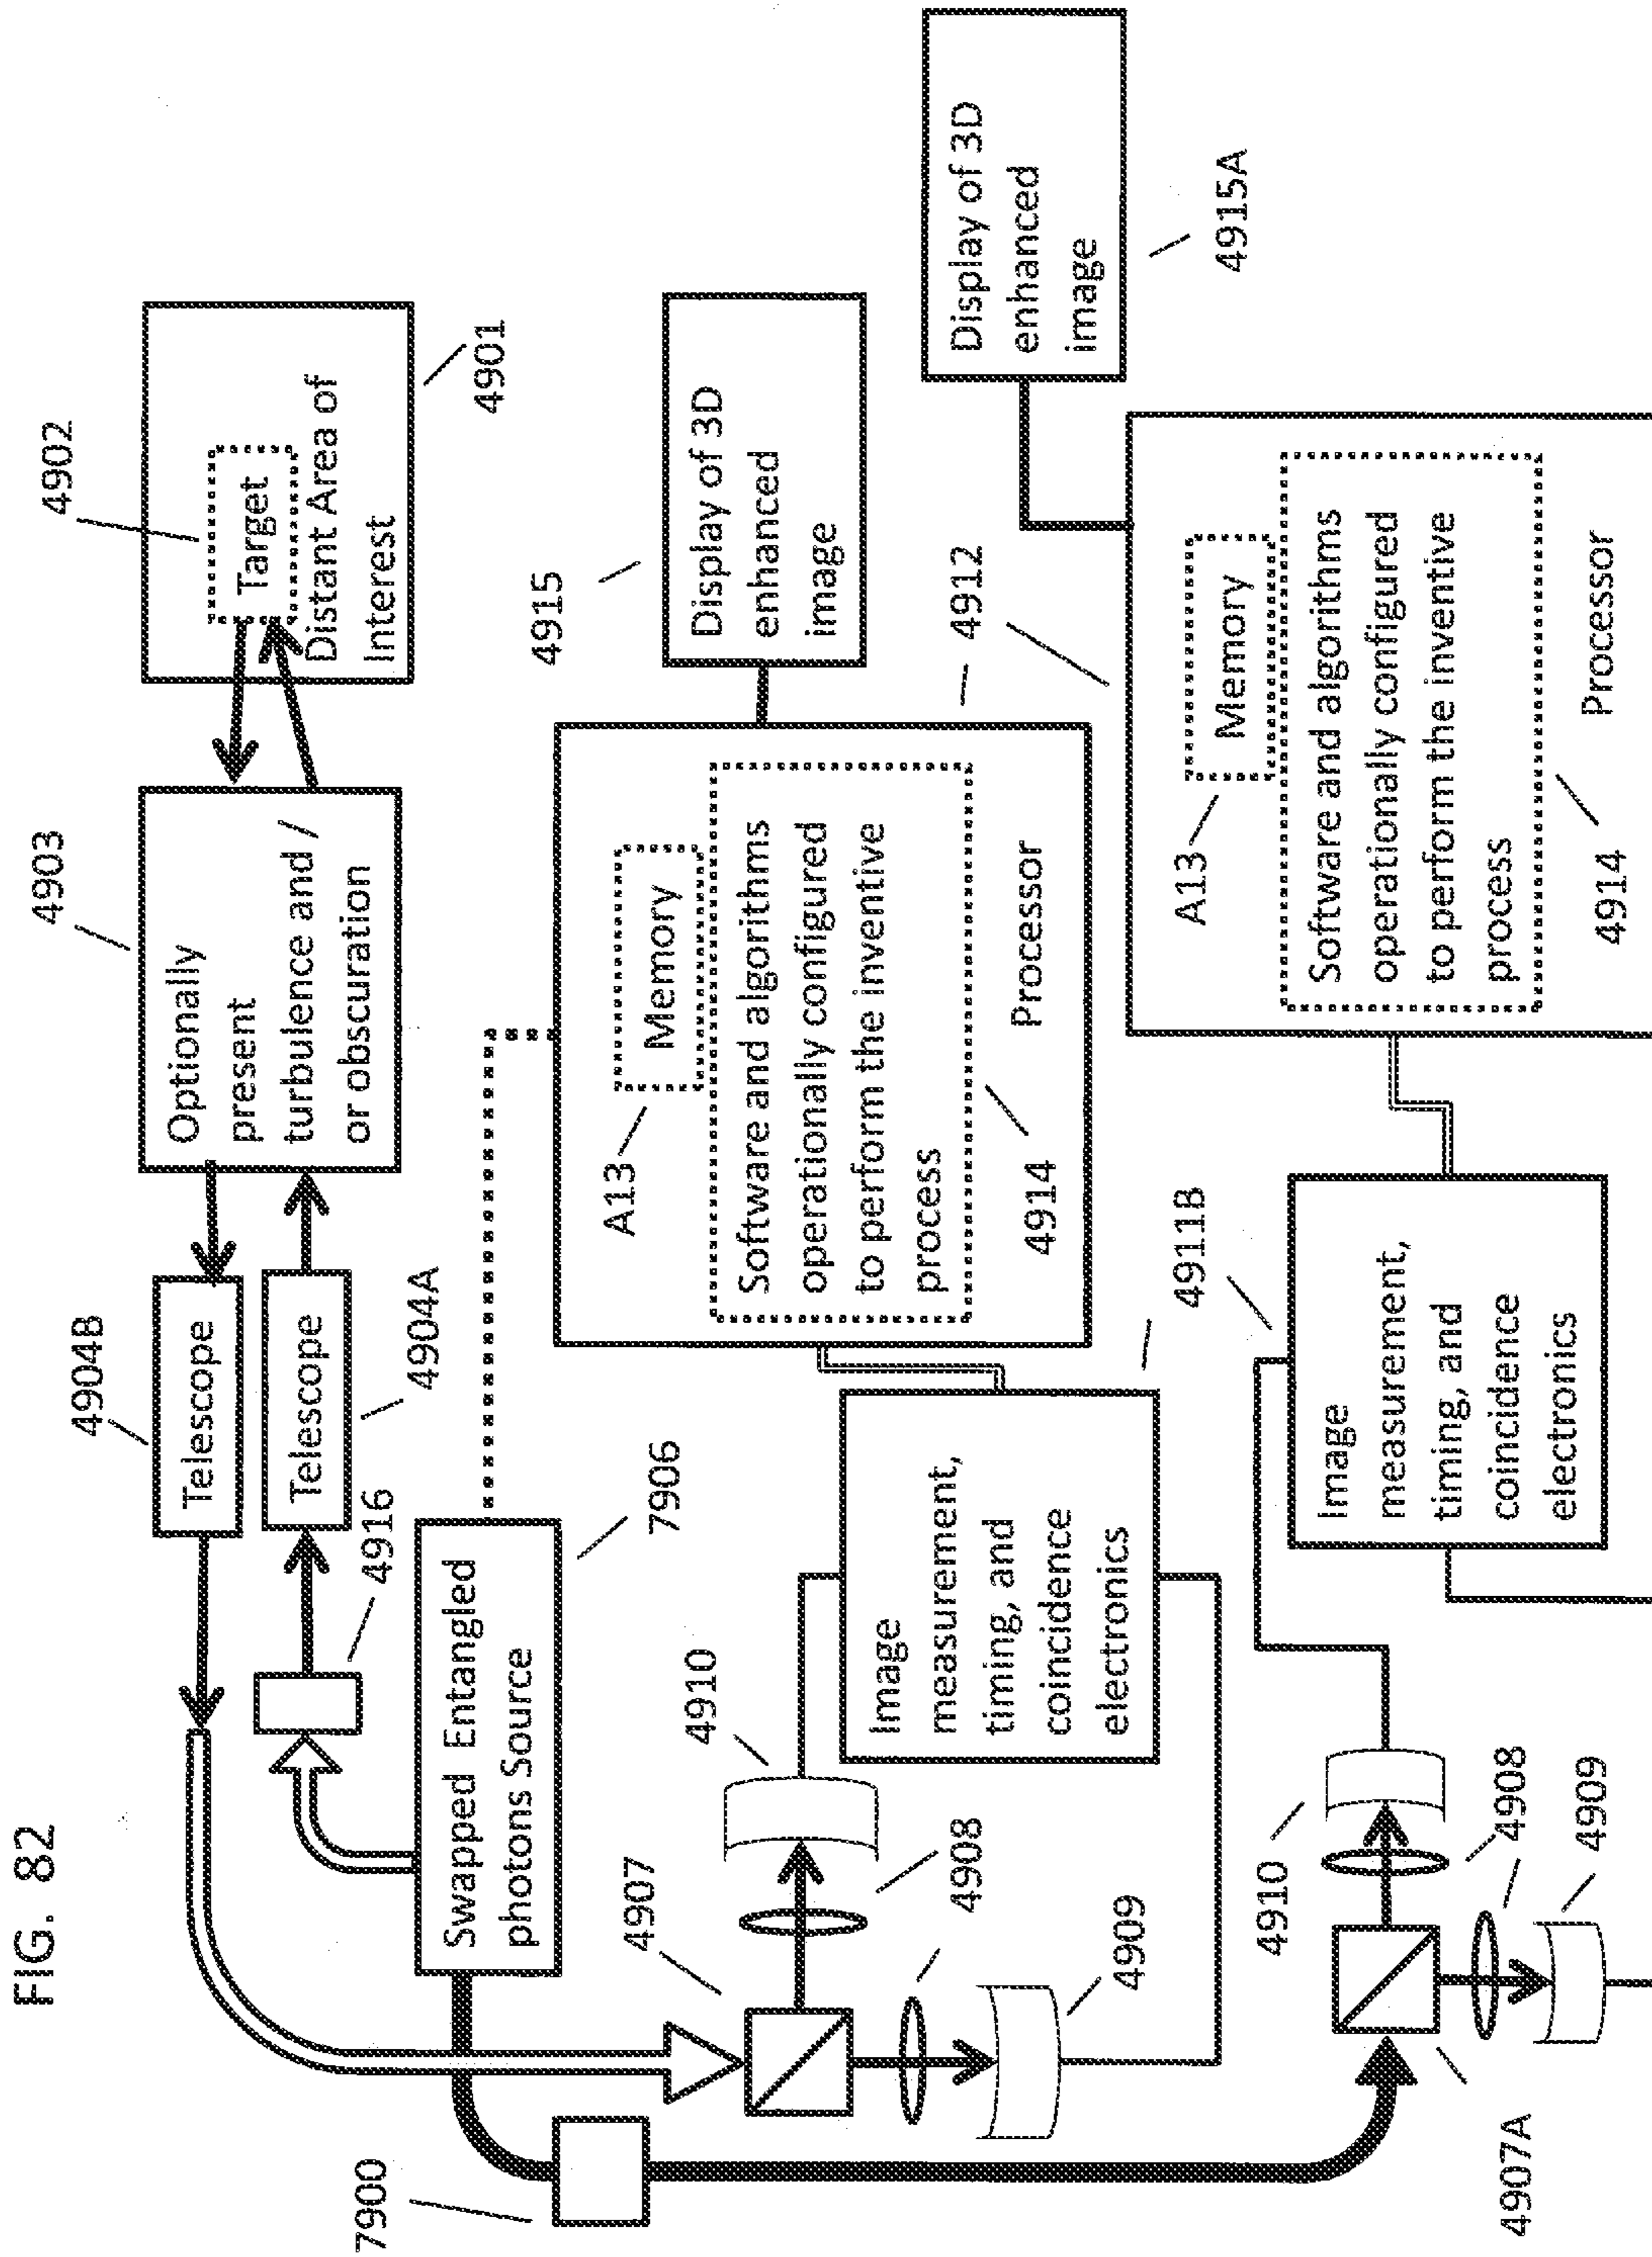 FIG. 82
4902
4903
4904B
Target
Distant Area of
Interest
4901
Optionally
present
turbulence and /
or obscuration
Telescope
Telescope
4904A
4916
Swapped Entangled
photons Source
7906
7900
4915
Display of 3D
enhanced
image
4912
A13
Memory
Software and algorithms
operationally configured
to perform the inventive
process
Processor
4914
4907
4910
4908
4909
Image
measurement,
timing, and
coincidence
electronics
4911B
Display of 3D
enhanced
image
4915A
A13
Memory
Software and algorithms
operationally configured
to perform the inventive
process
Processor
4914
Image
measurement,
timing, and
coincidence
electronics
4910
4908
4909
4907A